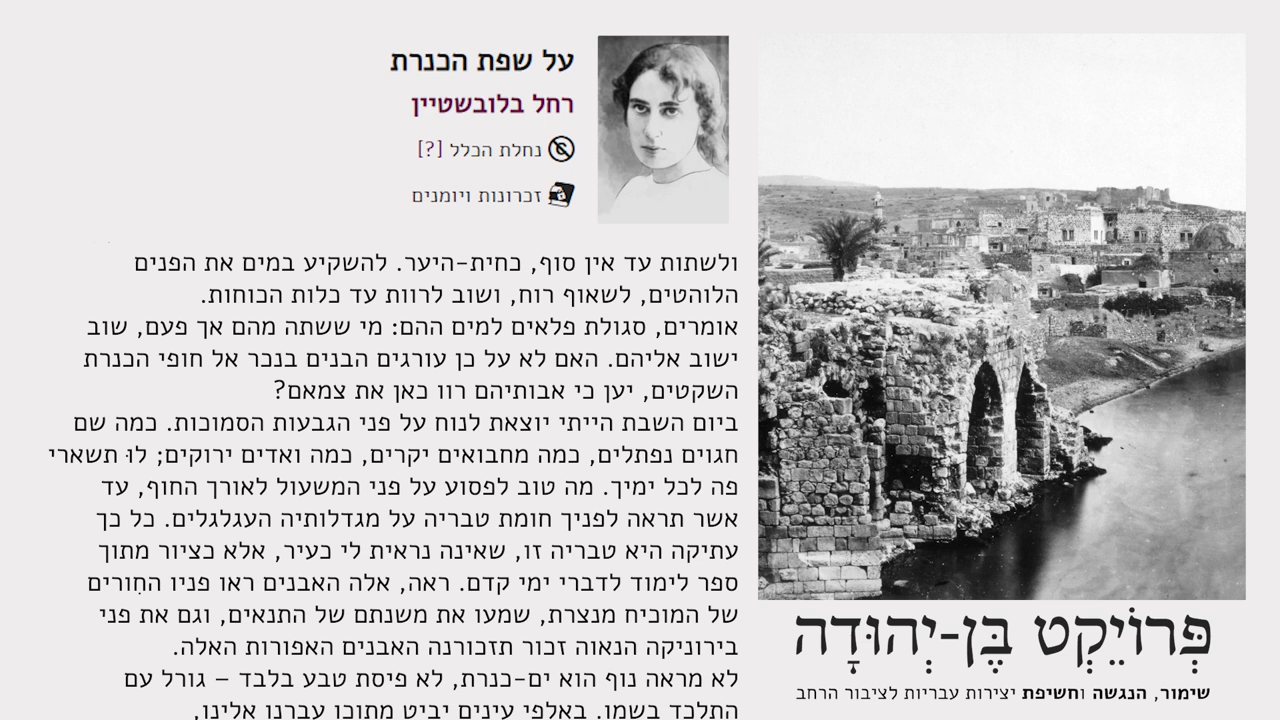 על שפת הכנרת
רחל בלובשטיין
נחלת הכלל [?]
זכרונות ויומנים
ולשתות עד אין סוף, כחית-היער. להשקיע במים את הפנים
הלוהטים, לשאוף רוח, ושוב לרוות עד כלות הכוחות.
אומרים, סגולת פלאים למים ההם: מי ששתה מהם אך פעם, שוב
ישוב אליהם. האם לא על כן עורגים הבנים בנכר אל חופי הכנרת
השקטים, יען כי אבותיהם רוו כאן את צמאם?
ביום השבת הייתי יוצאת לנוח על פני הגבעות הסמוכות. כמה שם
חגוים נפתלים, כמה מחבואים יקרים, כמה ואדים ירוקים; לוּ תשארי
פה לכל ימיך. מה טוב לפסוע על פני המשעול לאורך החוף, עד
אשר תראה לפניך חומת טבריה על מגדלותיה העגלגלים. כל כך
עתיקה היא טבריה זו, שאינה נראית לי כעיר, אלא כציור מתוך
ספר לימוד לדברי ימי קדם. ראה, אלה האבנים ראו פניו החִורים
של המוכיח מנצרת, שמעו את משנתם של התנאים, וגם את פני
בירוניקה הנאוה זכור תזכורנה האבנים האפורות האלה.
לא מראה נוף הוא ים-כנרת, לא פיסת טבע בלבד – גורל עם
התלכד בשמו. באלפי עינים יביט מתוכו עברנו אלינו,
פְּרוֹיֵקְט בֶּן-יְהוּדָה
שימור, הנגשה וחשיפת יצירות עבריות לציבור הרחב